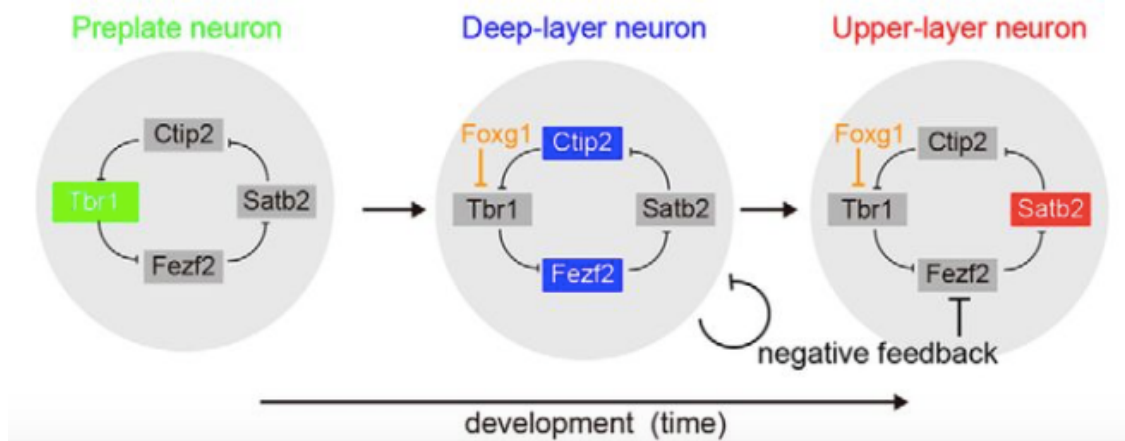 Preplate neuron
Deep-layer neuron
Upper-layer neuron
Ctip2
Tbr1
Satb2
Fezf2
Foxg1
Ctip2
Tbr1
Satb2
Fezf2
Foxg1
Ctip2
Tbr1
Satb2
Fezf2
negative feedback
development (time)